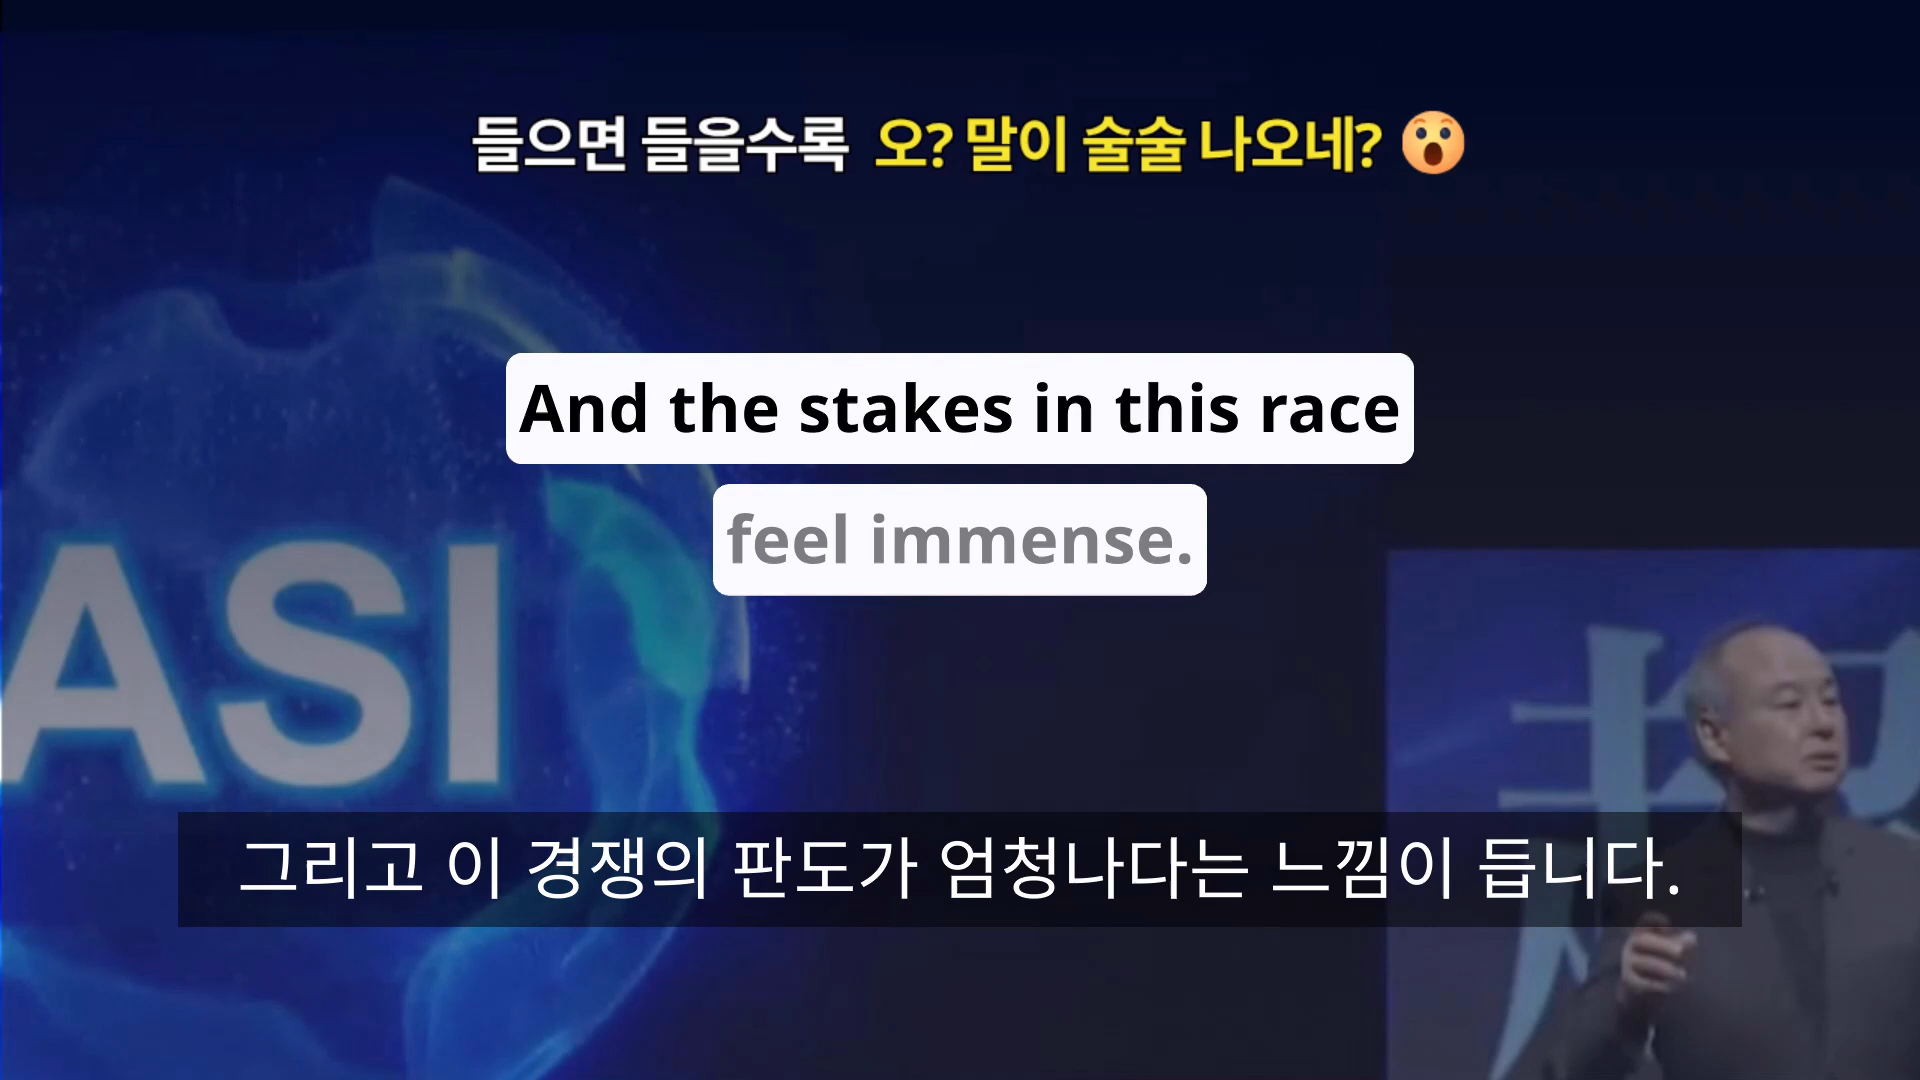 들으면 들을수록 오? 말이 술술 나오네? 😮
And the stakes in this race
feel immense.
ASI
그리고 이 경쟁의 판도가 엄청나다는 느낌이 듭니다.